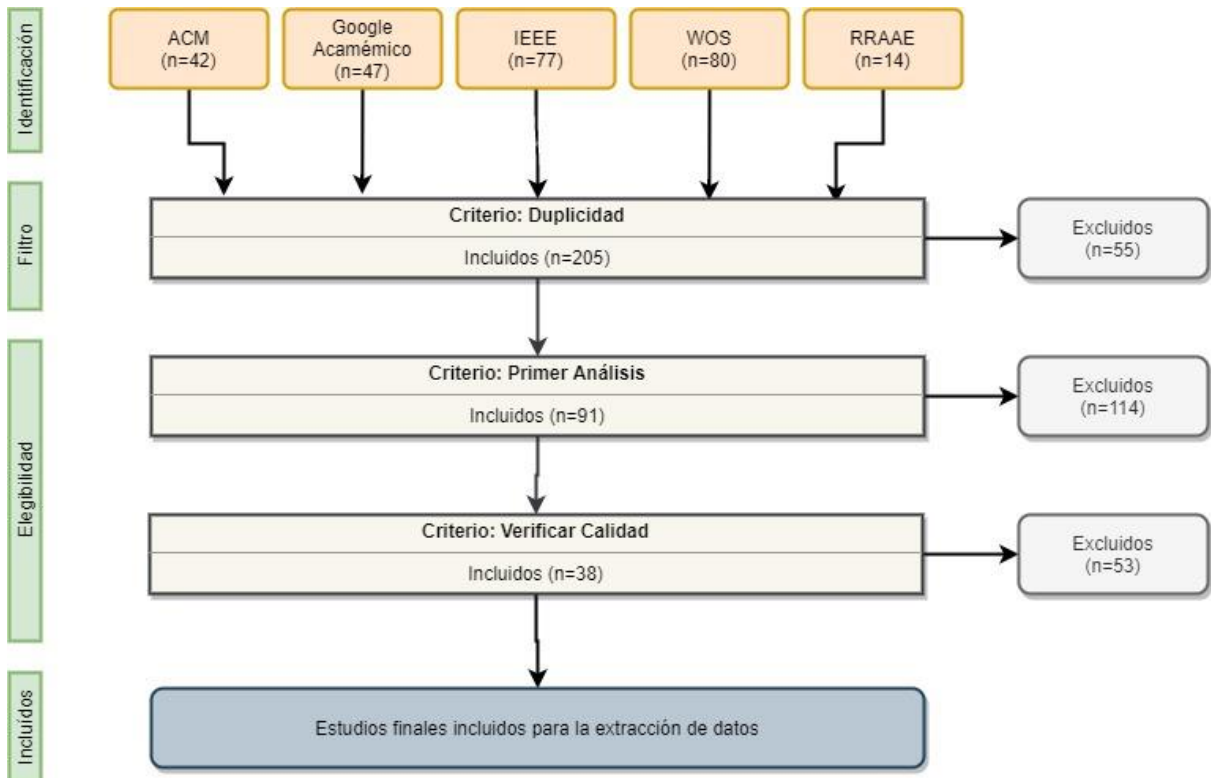 Identificación
ACM
(n=42)
Google
Acamémico
(n=47)
IEEE
(n=77)
WOS
(n=80)
RRAAE
(n=14)
Filtro
Criterio: Duplicidad
Incluidos (n=205)
Excluidos
(n=55)
Elegibilidad
Criterio: Primer Análisis
Incluidos (n=91)
Excluidos
(n=114)
Criterio: Verificar Calidad
Incluidos (n=38)
Excluidos
(n=53)
Incluídos
Estudios finales incluidos para la extracción de datos